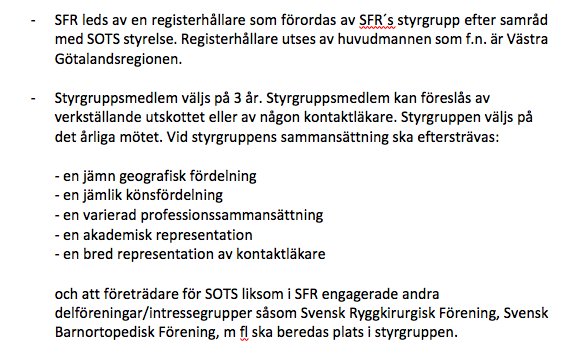 - SFR leds av en registerhållare som förordas av SFR´s styrgrupp efter samråd
med SOTS styrelse. Registerhållare utses av huvudmannen som f.n. är Västra
Götalandsregionen.
- Styrgruppsmedlem väljs på 3 år. Styrgruppsmedlem kan föreslås av
verkställande utskottet eller av någon kontaktläkare. Styrgruppen väljs på
det årliga mötet. Vid styrgruppens sammansättning ska eftersträvas:
- en jämn geografisk fördelning
- en jämlik könsfördelning
- en varierad professionssammansättning
- en akademisk representation
- en bred representation av kontaktläkare
och att företrädare för SOTS liksom i SFR engagerade andra
delföreningar/intressegrupper såsom Svensk Ryggkirurgisk Förening, Svensk
Barnortopedisk Förening, m fl ska beredas plats i styrgruppen.